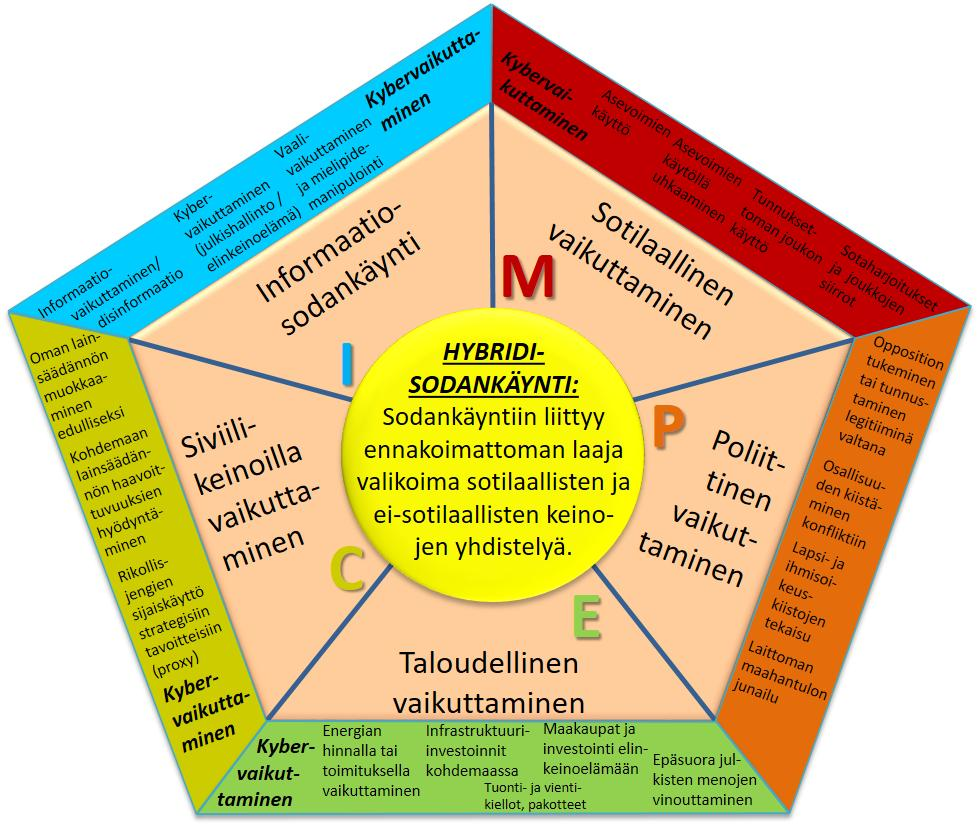 HYBRIDI-
SODANKÄYNTI:
Sodankäyntiin liittyy
ennakoimattoman laaja
valikoima sotilaallisten ja
ei-sotilaallisten keino-
jen yhdistelyä.
M
Sotilaallinen
vaikuttaminen
Kybervai-
kuttaminen
Asevoimien
käyttö
Asevoimien
käytöllä
uhkaaminen
Tunnukset-
toman joukon
käyttö
Sotaharjoitukset
ja joukkojen
siirrot
P
Poliit-
tinen
vaikut-
taminen
Opposition
tukeminen
tai tunnus-
taminen
legitiiminä
valtana
Osallisuu-
den kiistä-
minen
konfliktiin
Lapsi- ja
ihmisoi-
keus-
kiistojen
tekaisu
Laittoman
maahantulon
junailu
E
Taloudellinen
vaikuttaminen
Kyber-
vaikut-
taminen
Energian
hinnalla tai
toimituksella
vaikuttaminen
Infrastruktuuri-
investoinnit
kohdemaassa
Tuonti- ja vienti-
kiellot, pakotteet
Maakaupat ja
investointi elin-
keinoelämään
Epäsuora jul-
kisten menojen
vinouttaminen
C
Siviili-
keinoilla
vaikutta-
minen
Oman lain-
säädännön
muokkaa-
minen
edulliseksi
Kohdemaan
lainsäädän-
nön haavoit-
tuvuuksien
hyödyntä-
minen
Rikollis-
jengien
sijaiskäyttö
strategisiin
tavoitteisiin
(proxy)
Kyber-
vaikutta-
minen
I
Informaatio-
sodankäynti
Informaatio-
vaikuttaminen/
disinformaatio
Kyber-
vaikuttaminen
(julkishallinto /
elinkeinoelämä)
Vaali-
vaikuttaminen
ja mielipide-
manipulointi
Kybervaikutta-
minen